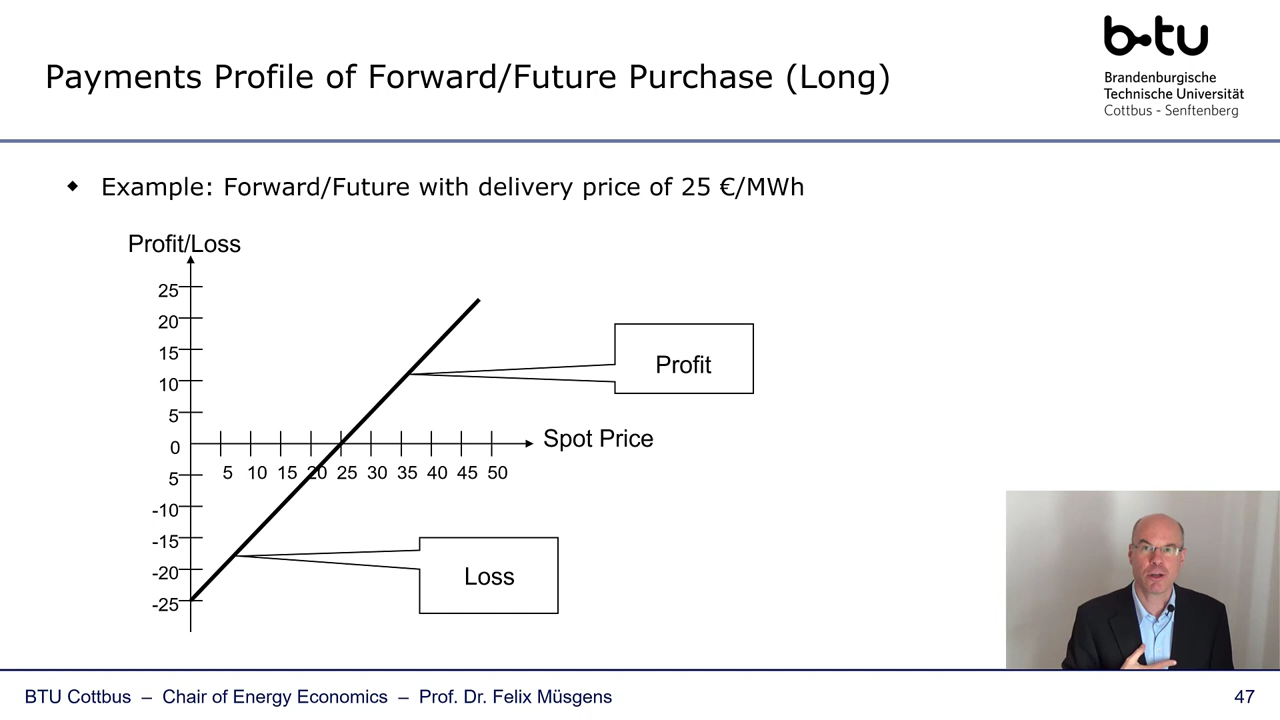 Payments Profile of Forward/Future Purchase (Long)
b-tu
Brandenburgische
Technische Universität
Cottbus - Senftenberg
◆ Example: Forward/Future with delivery price of 25 €/MWh
Profit/Loss
25
20
15
10
5
0
5
-10
-15
-20
-25
Profit
Spot Price
5 10 15 20 25 30 35 40 45 50
Loss
BTU Cottbus – Chair of Energy Economics – Prof. Dr. Felix Müsgens
47